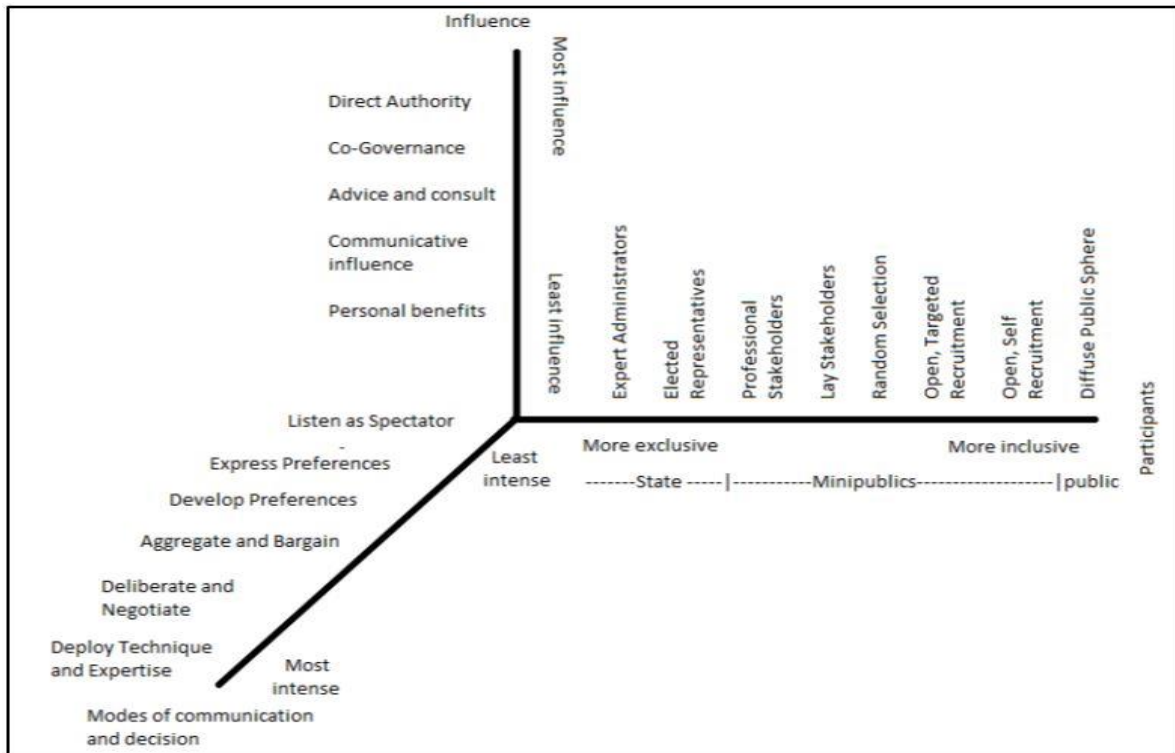 Influence
Most influence
Direct Authority
Co-Governance
Advice and consult
Communicative
influence
Personal benefits
Least influence
Expert Administrators
Elected
Representatives
Professional
Stakeholders
Lay Stakeholders
Random Selection
Open, Targeted
Recruitment
Open, Self
Recruitment
Diffuse Public Sphere
Participants
More exclusive
More inclusive
-------State -----|-----------Minipublics-------------------|public
Listen as Spectator
-
Express Preferences
Develop Preferences
Aggregate and Bargain
Deliberate and
Negotiate
Deploy Technique
and Expertise
Least
intense
Most
intense
Modes of communication
and decision